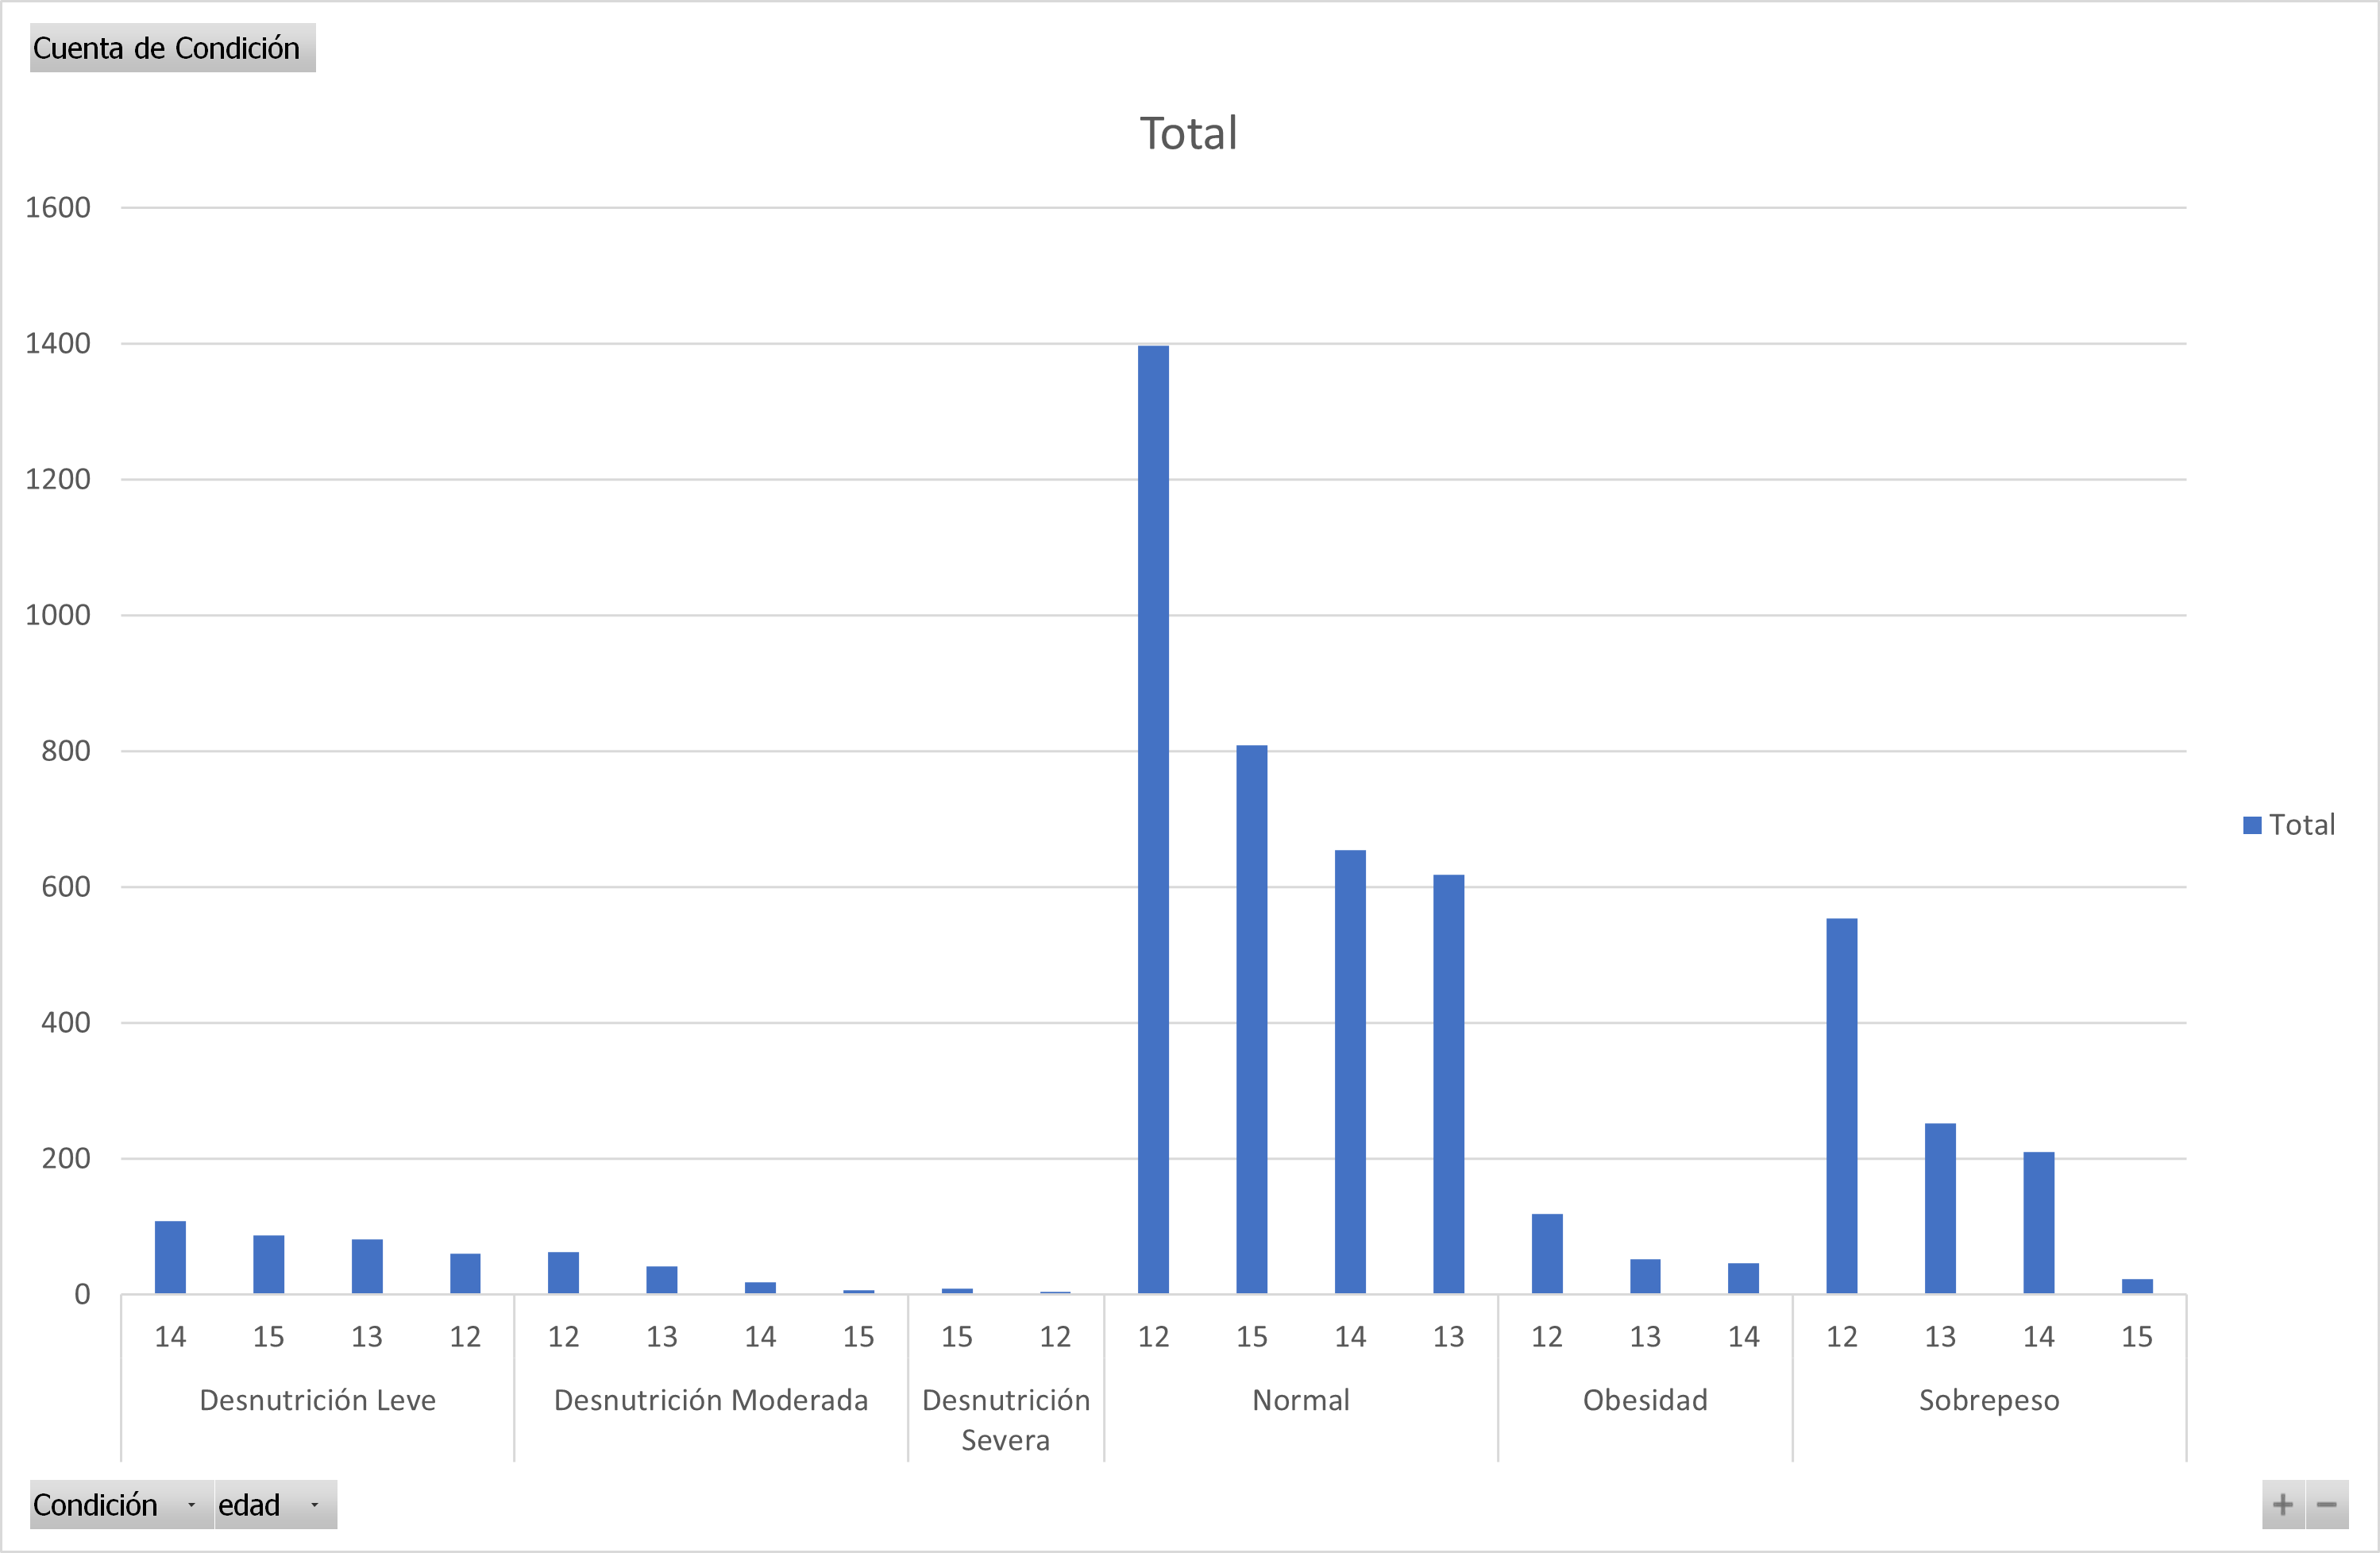 Cuenta de Condición
Total
1600
1400
1200
1000
800
600
400
200
0
Total
14 15 13 12 12 13 14 15 15 12 12 15 14 13 12 13 14 12 13 14 15
Desnutrición Leve Desnutrición Moderada Desnutrición Normal Obesidad Sobrepeso
Severa
Condición edad + −